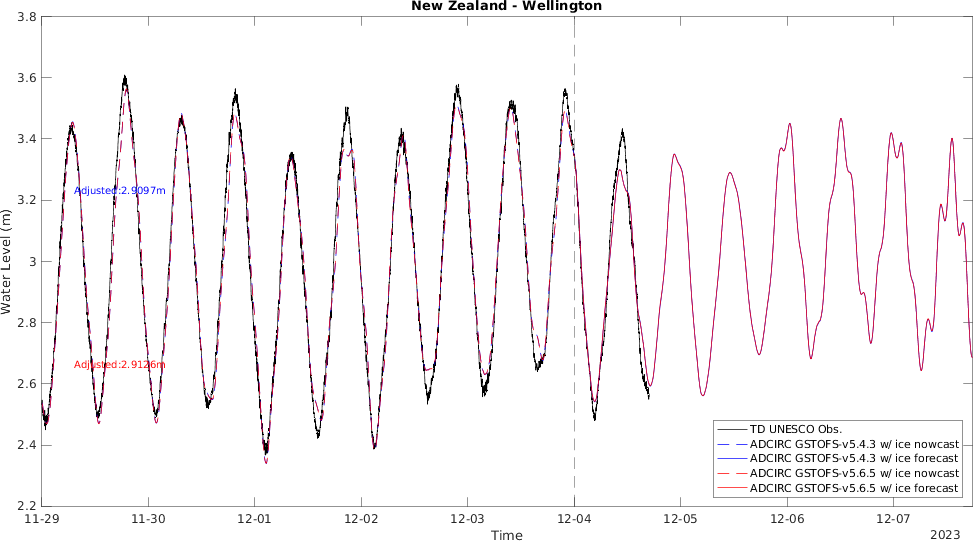 New Zealand - Wellington
3.8
3.6
3.4
3.2
3
2.8
2.6
2.4
2.2
Water Level (m)
Adjusted:2.9097m
Adjusted:2.9126m
TD UNESCO Obs.
ADCIRC GSTOFS-v5.4.3 w/ ice nowcast
ADCIRC GSTOFS-v5.4.3 w/ ice forecast
ADCIRC GSTOFS-v5.6.5 w/ ice nowcast
ADCIRC GSTOFS-v5.6.5 w/ ice forecast
11-29 11-30 12-01 12-02 12-03 12-04 12-05 12-06 12-07
Time
2023